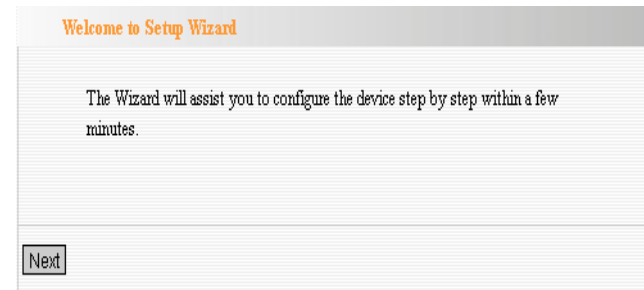 Welcome to Setup Wizard
The Wizard will assist you to configure the device step by step within a few
minutes.
Next